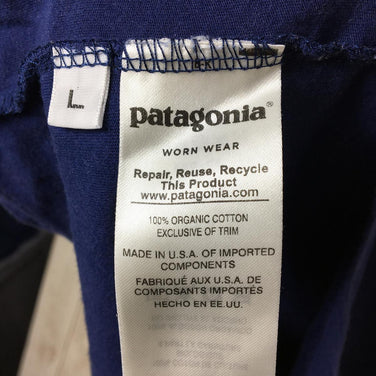 L
patagonia®
WORN WEAR
Repair, Reuse, Recycle
This Product
www.patagonia.com
100% ORGANIC COTTON
EXCLUSIVE OF TRIM
MADE IN U.S.A. OF IMPORTED
COMPONENTS
FABRIQUÉ AUX U.S.A. DE
COMPOSANTS IMPORTÉS
HECHO EN EE.UU.